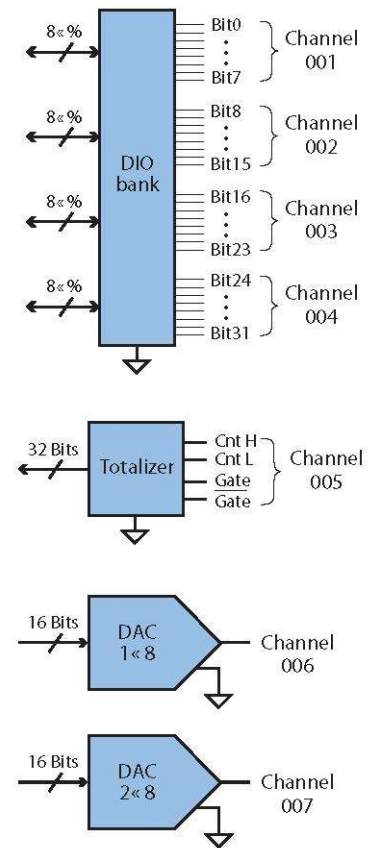 8«%
Bit0
Bit7
Channel
001
8«%
Bit8
Bit15
Channel
002
DIO
bank
8«%
Bit16
Bit23
Channel
003
8«%
Bit24
Bit31
Channel
004
32 Bits
Totalizer
Cnt H
Cnt L
Gate
Gate
Channel
005
16 Bits
DAC
1«8
Channel
006
16 Bits
DAC
2«8
Channel
007